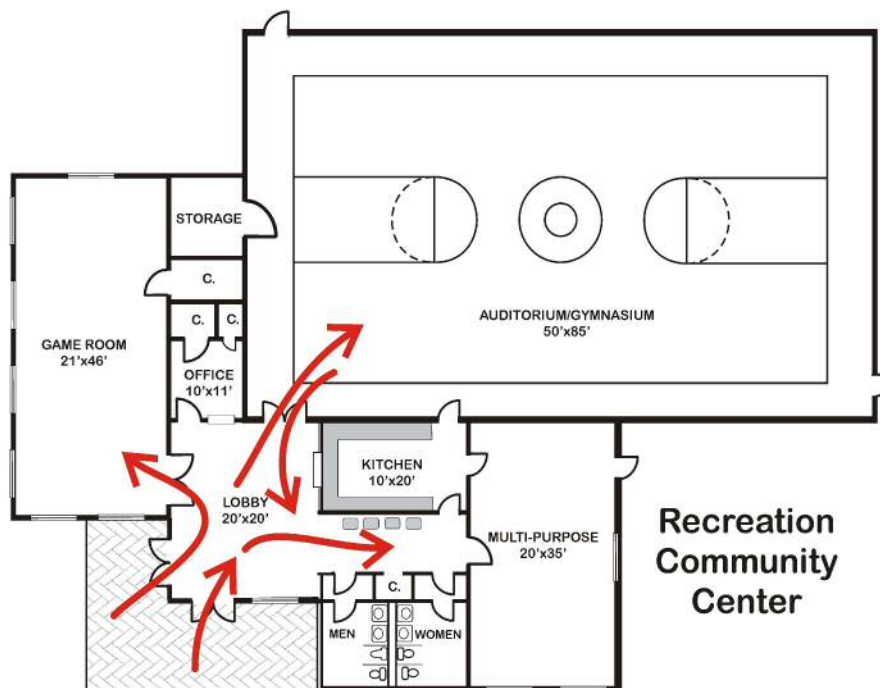 STORAGE
C.
C.
C.
GAME ROOM
21'x46'
OFFICE
10'x11'
AUDITORIUM/GYMNASIUM
50'x85'
LOBBY
20'x20'
KITCHEN
10'x20'
MULTI-PURPOSE
20'x35'
C.
MEN
WOMEN
Recreation
Community
Center